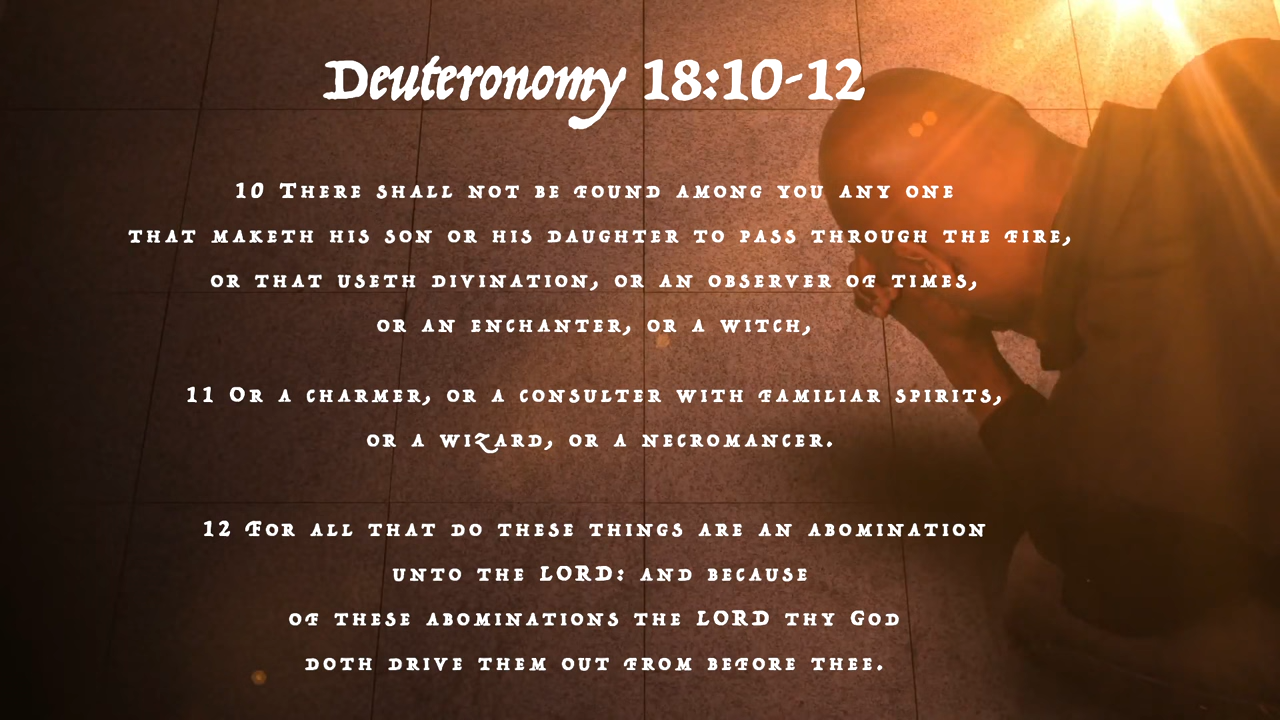 Deuteronomy 18:10-12
10 There shall not be found among you any one
that maketh his son or his daughter to pass through the fire,
or that useth divination, or an observer of times,
or an enchanter, or a witch,
11 Or a charmer, or a consulter with familiar spirits,
or a wizard, or a necromancer.
12 For all that do these things are an abomination
unto the LORD: and because
of these abominations the LORD thy God
doth drive them out from before thee.